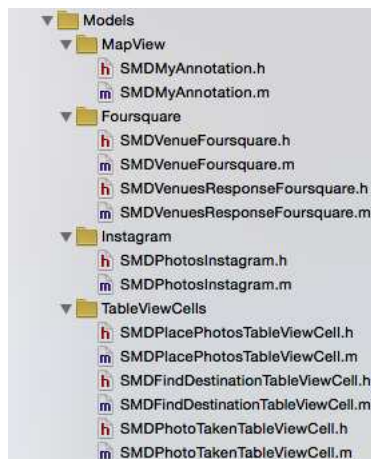 Models
MapView
h SMDMyAnnotation.h
m SMDMyAnnotation.m
Foursquare
h SMDVenueFoursquare.h
m SMDVenueFoursquare.m
h SMDVenuesResponseFoursquare.h
m SMDVenuesResponseFoursquare.m
Instagram
h SMDPhotosInstagram.h
m SMDPhotosInstagram.m
TableViewCells
h SMDPlacePhotosTableViewCell.h
m SMDPlacePhotosTableViewCell.m
h SMDFindDestinationTableViewCell.h
m SMDFindDestinationTableViewCell.m
h SMDPhotoTakenTableViewCell.h
m SMDPhotoTakenTableViewCell.m